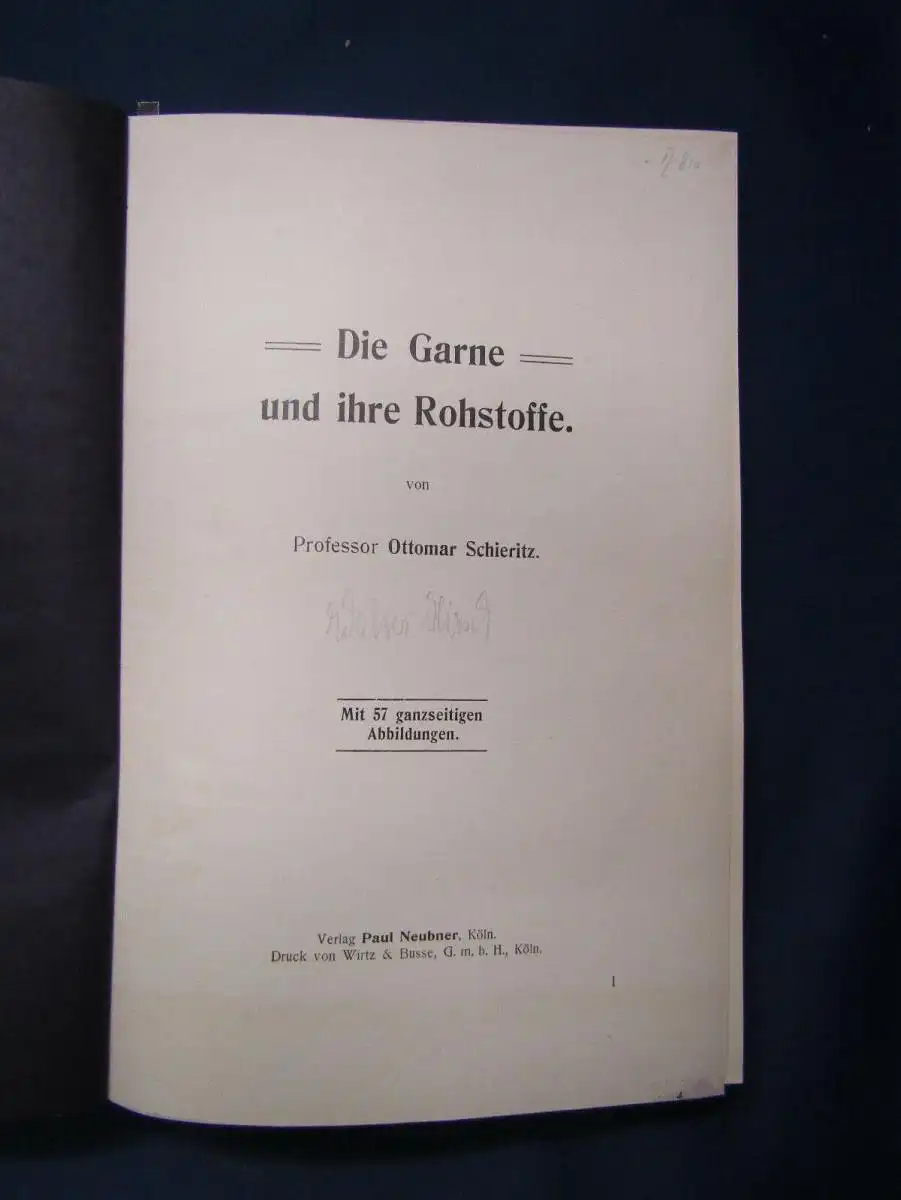 Die Garne
und ihre Rohstoffe.
von
Professor Ottomar Schieritz.
Mit 57 ganzseitigen
Abbildungen.
Verlag Paul Neubner, Köln.
Druck von Wirtz & Busse, G. m. b. H., Köln.
1